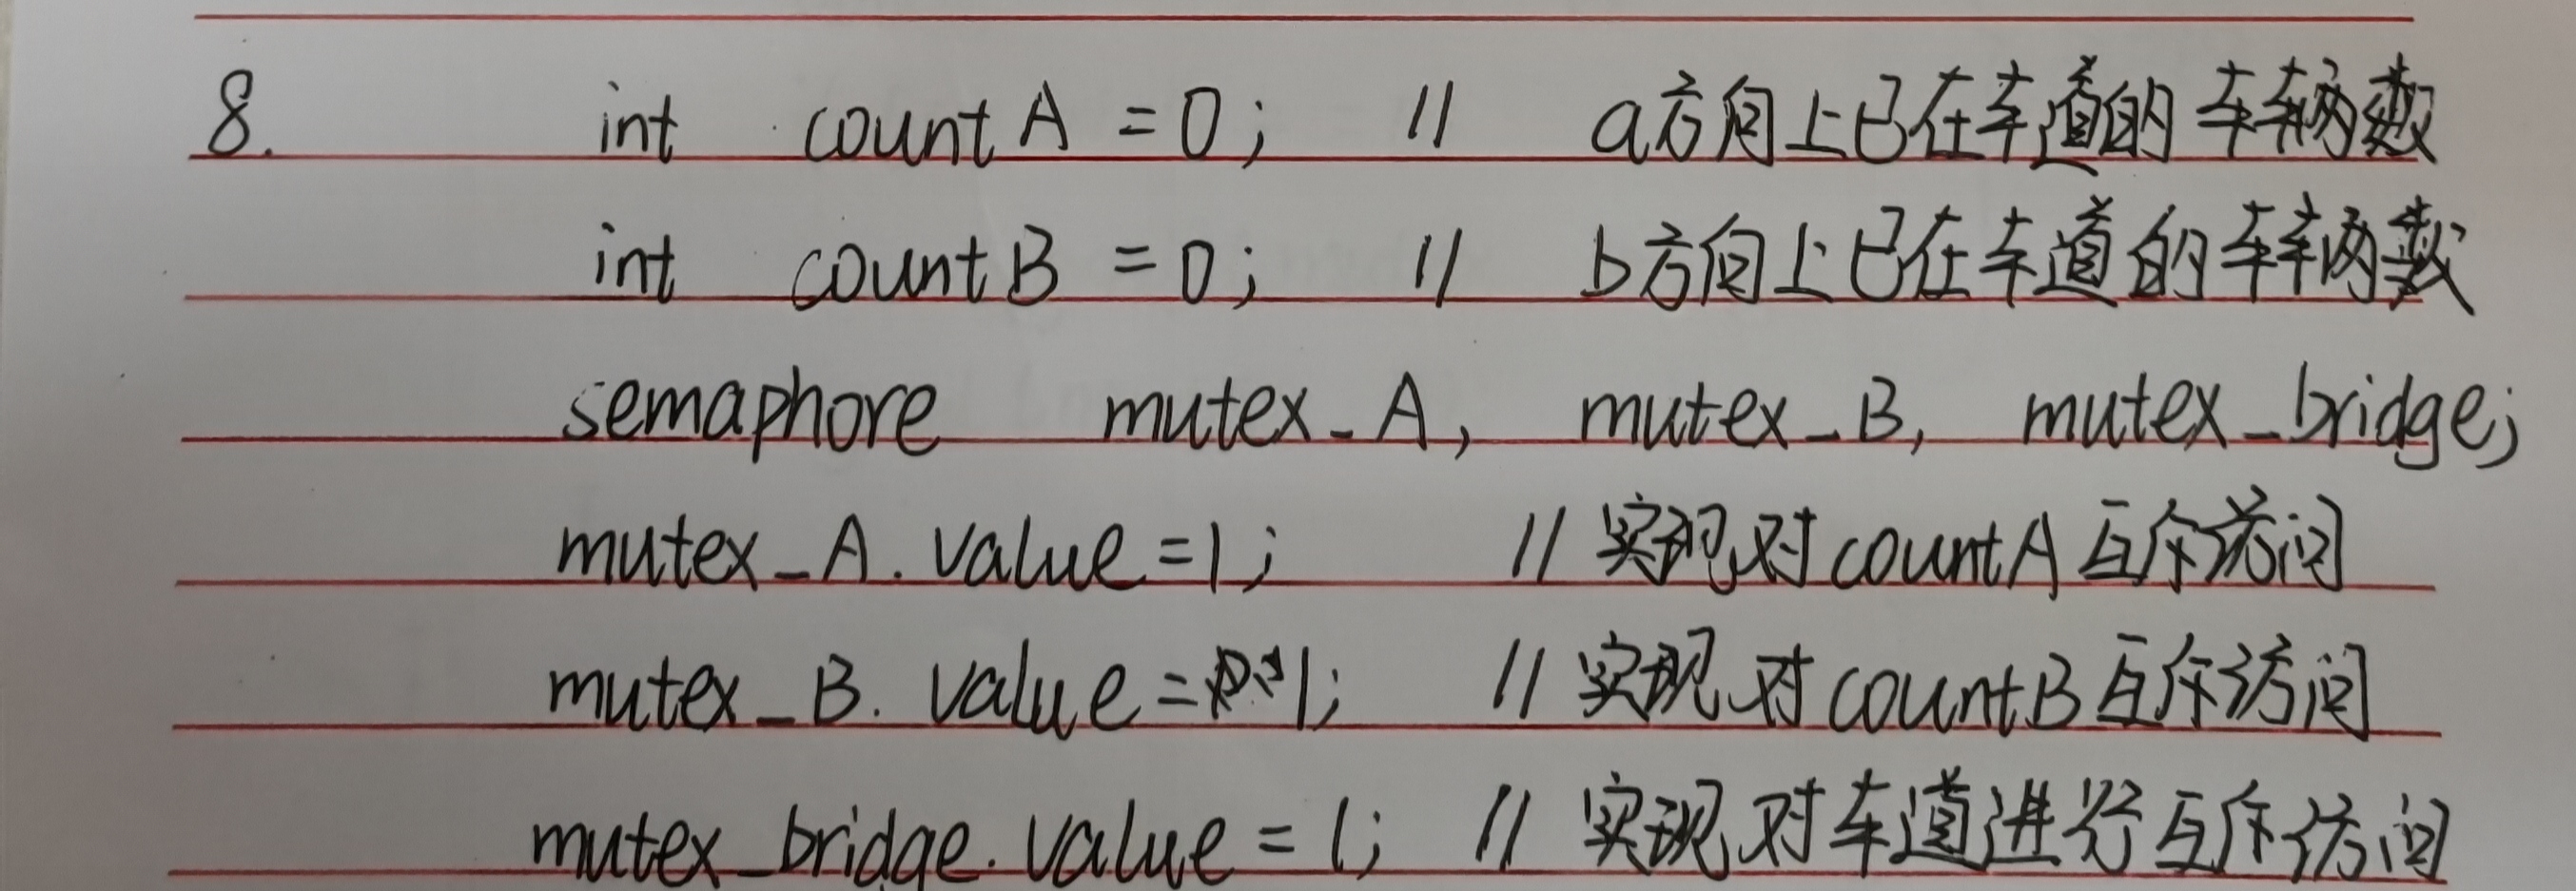 8. int countA = 0; // a方向上已在车道的车辆数
int countB = 0; // b方向上已在车道的车辆数
semaphore mutex_A, mutex_B, mutex_bridge;
mutex_A.value=1; // 实现对countA互斥访问
mutex_B.value=1; // 实现对countB互斥访问
mutex_bridge.value = 1; // 实现对车道进行互斥访问